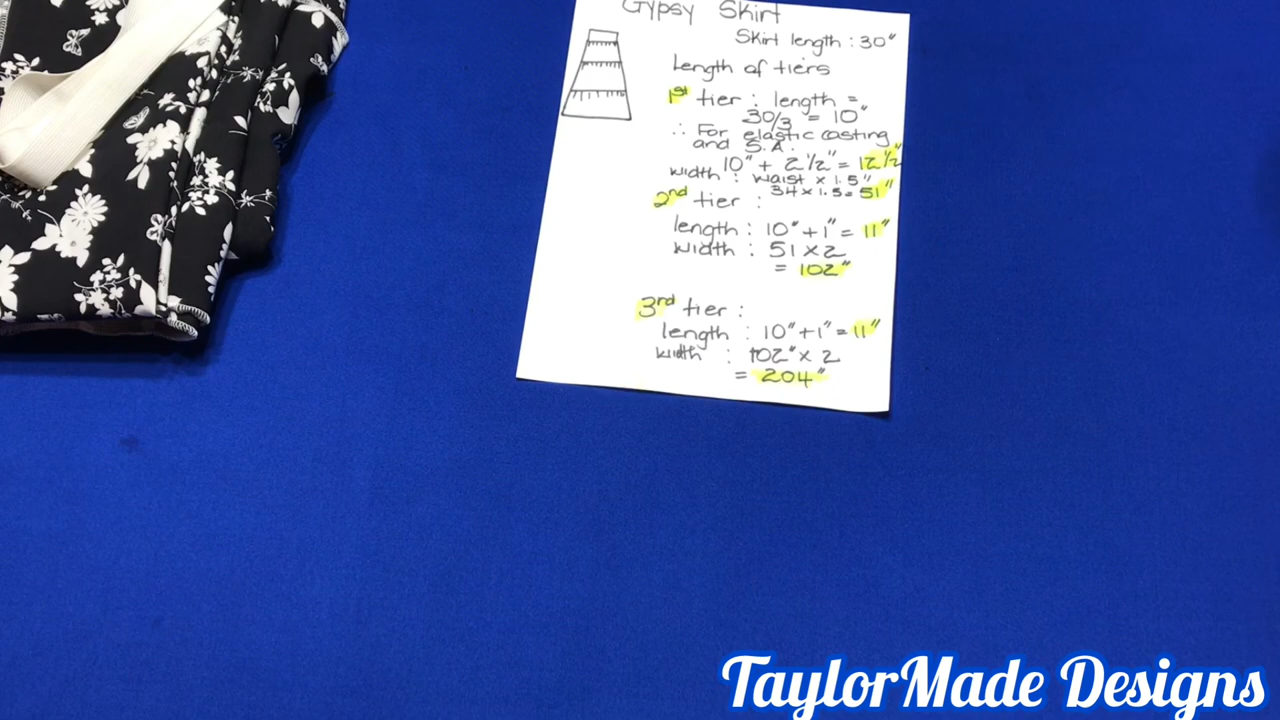 Gypsy Skirt
Skirt length : 30"
Length of tiers
1st tier : length =
30/3 = 10"
∴ For elastic casting
and S.A.
10" + 2 1/2" = 12 1/2"
width : waist x 1.5"
34 x 1.5 = 51"
2nd tier :
length : 10" + 1" = 11"
width : 51 x 2
= 102"
3rd tier :
length : 10" + 1" = 11"
width : 102" x 2
= 204"
TaylorMade Designs